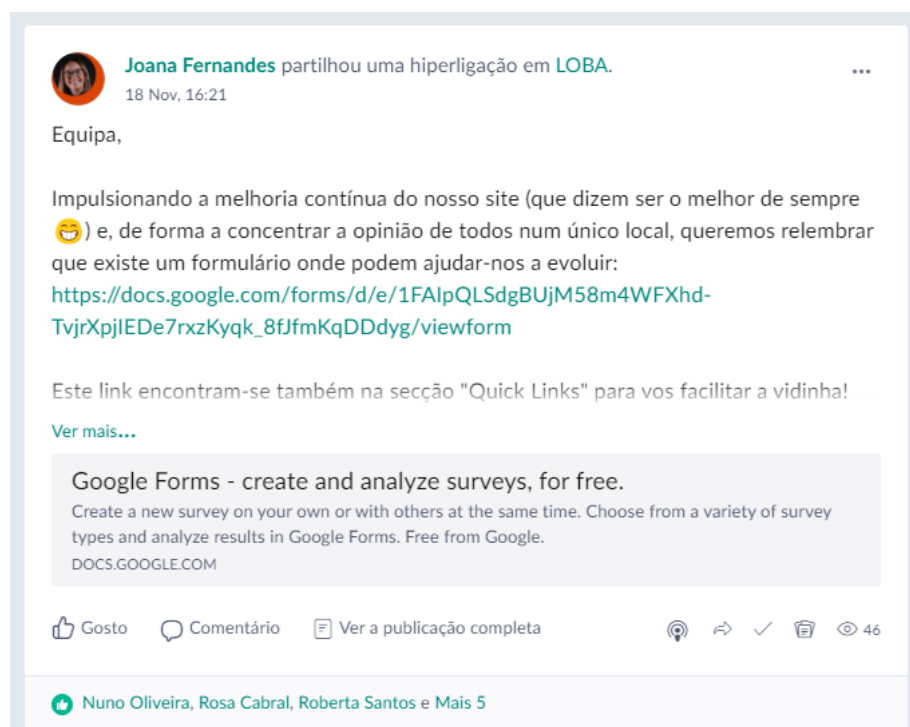 Joana Fernandes partilhou uma hiperligação em LOBA.
18 Nov, 16:21
Equipa,
Impulsionando a melhoria contínua do nosso site (que dizem ser o melhor de sempre
😁) e, de forma a concentrar a opinião de todos num único local, queremos relembrar
que existe um formulário onde podem ajudar-nos a evoluir:
https://docs.google.com/forms/d/e/1FAIpQLSdgBUjM58m4WFXhd-
TvjrXpjIEDe7rxzKyqk_8fJfmKqDDdyg/viewform
Este link encontram-se também na secção "Quick Links" para vos facilitar a vidinha!
Ver mais...
Google Forms - create and analyze surveys, for free.
Create a new survey on your own or with others at the same time. Choose from a variety of survey
types and analyze results in Google Forms. Free from Google.
DOCS.GOOGLE.COM
Gosto Comentário Ver a publicação completa 46
Nuno Oliveira, Rosa Cabral, Roberta Santos e Mais 5